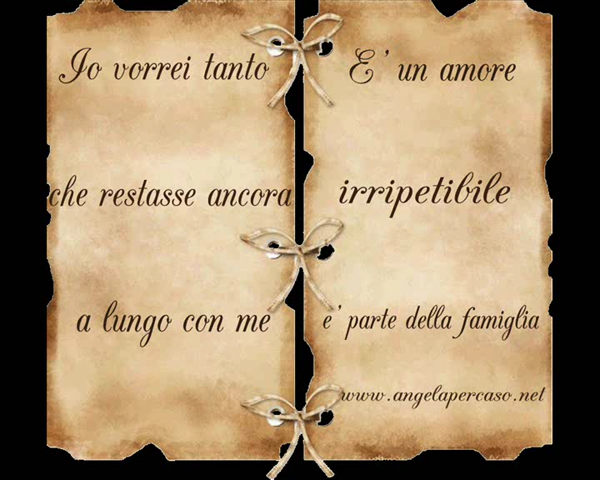 Io vorrei tanto
che restasse ancora
a lungo con me
E' un amore
irripetibile
e' parte della famiglia
www.angelapercaso.net